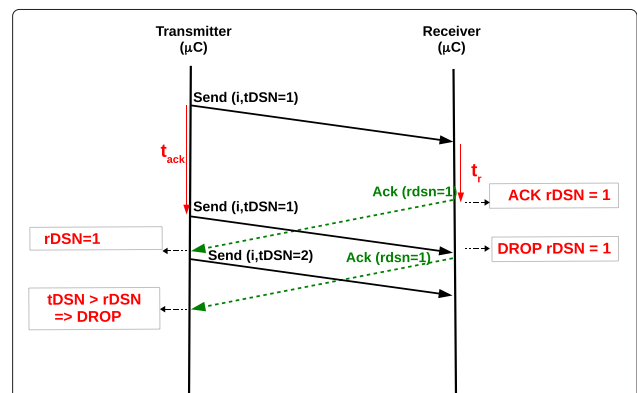 Transmitter
(μC)
Receiver
(μC)
Send (i,tDSN=1)
tack
tr
Ack (rdsn=1)
ACK rDSN = 1
Send (i,tDSN=1)
rDSN=1
DROP rDSN = 1
Send (i,tDSN=2)
Ack (rdsn=1)
tDSN > rDSN
=> DROP